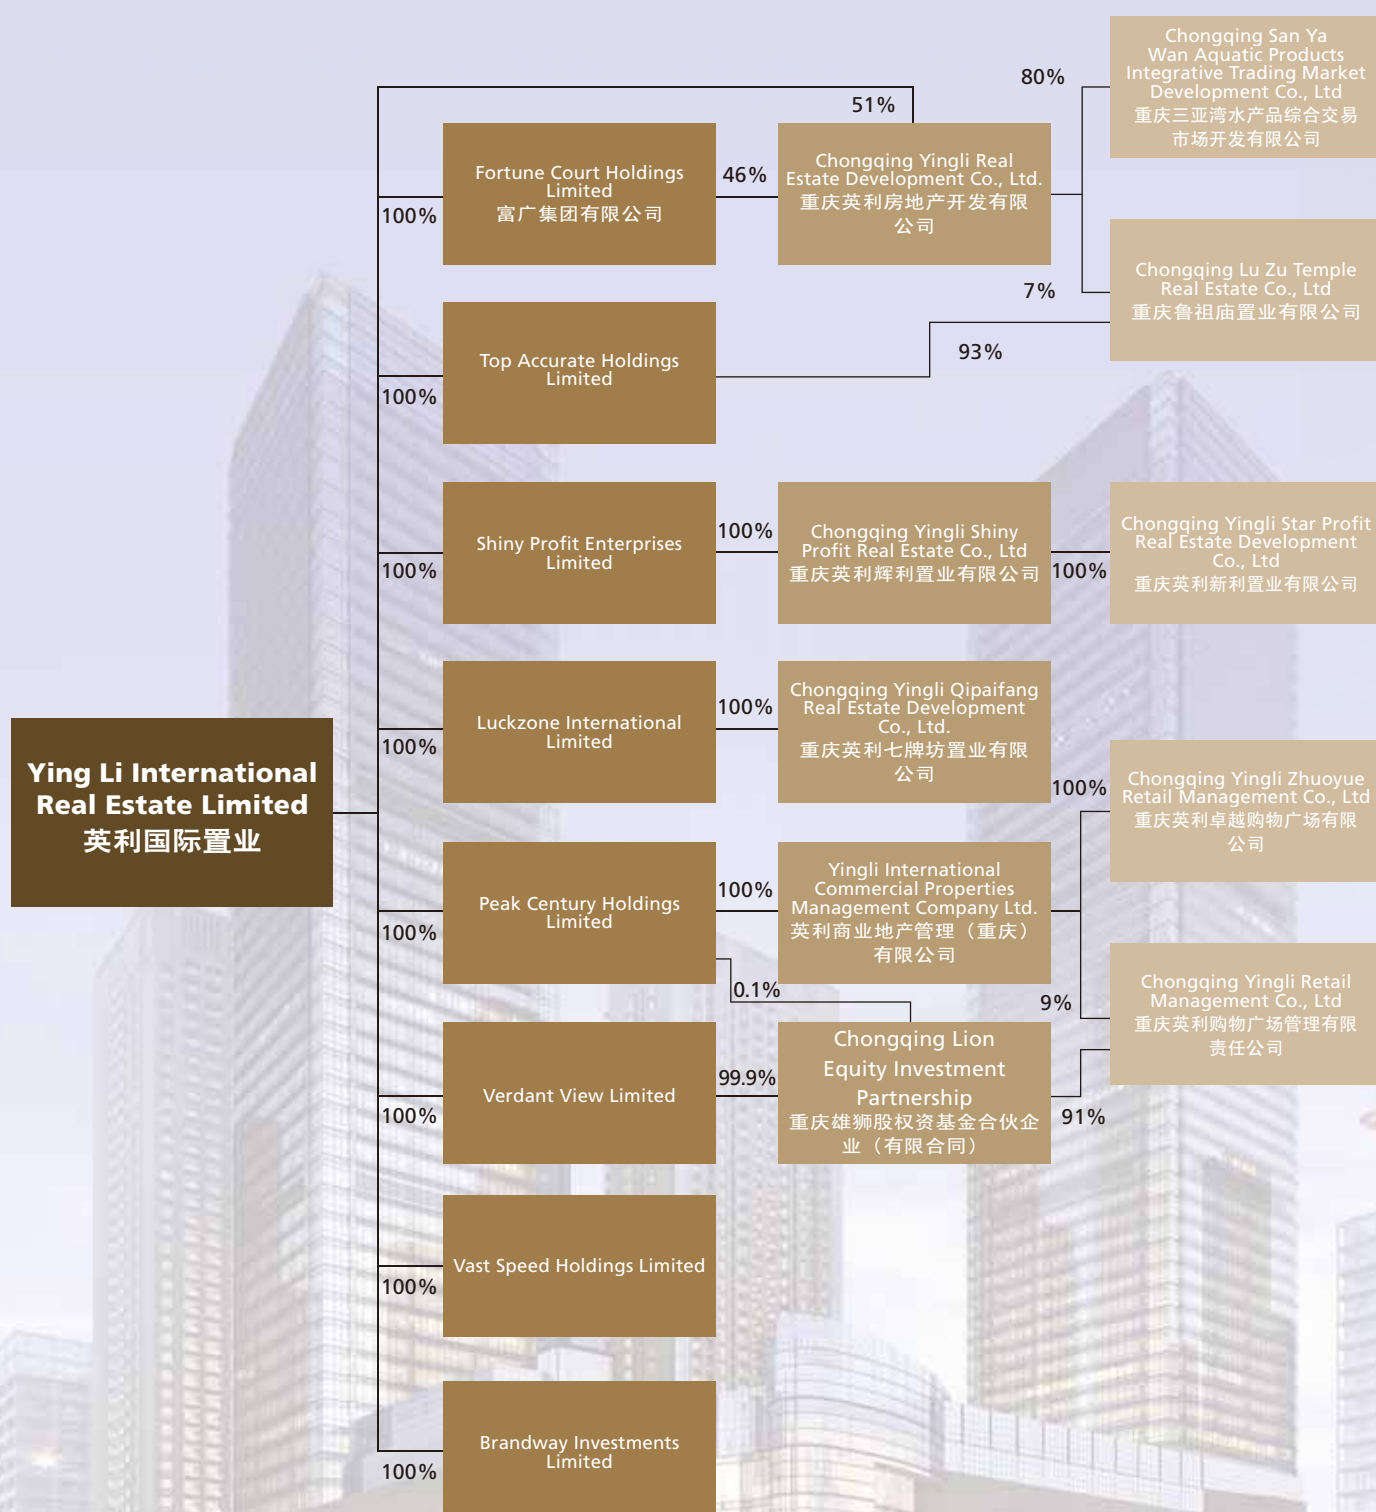 Ying Li International
Real Estate Limited
英利国际置业
51%
100%
Fortune Court Holdings
Limited
富广集团有限公司
46%
Chongqing Yingli Real
Estate Development Co., Ltd.
重庆英利房地产开发有限
公司
80%
Chongqing San Ya
Wan Aquatic Products
Integrative Trading Market
Development Co., Ltd
重庆三亚湾水产品综合交易
市场开发有限公司
7%
Chongqing Lu Zu Temple
Real Estate Co., Ltd
重庆鲁祖庙置业有限公司
100%
Top Accurate Holdings
Limited
93%
100%
Shiny Profit Enterprises
Limited
100%
Chongqing Yingli Shiny
Profit Real Estate Co., Ltd
重庆英利辉利置业有限公司
100%
Chongqing Yingli Star Profit
Real Estate Development
Co., Ltd
重庆英利新利置业有限公司
100%
Luckzone International
Limited
100%
Chongqing Yingli Qipaifang
Real Estate Development
Co., Ltd.
重庆英利七牌坊置业有限
公司
100%
Peak Century Holdings
Limited
100%
Yingli International
Commercial Properties
Management Company Ltd.
英利商业地产管理（重庆）
有限公司
100%
Chongqing Yingli Zhuoyue
Retail Management Co., Ltd
重庆英利卓越购物广场有限
公司
0.1%
9%
Chongqing Yingli Retail
Management Co., Ltd
重庆英利购物广场管理有限
责任公司
100%
Verdant View Limited
99.9%
Chongqing Lion
Equity Investment
Partnership
重庆雄狮股权资基金合伙企
业（有限合同）
91%
100%
Vast Speed Holdings Limited
100%
Brandway Investments
Limited